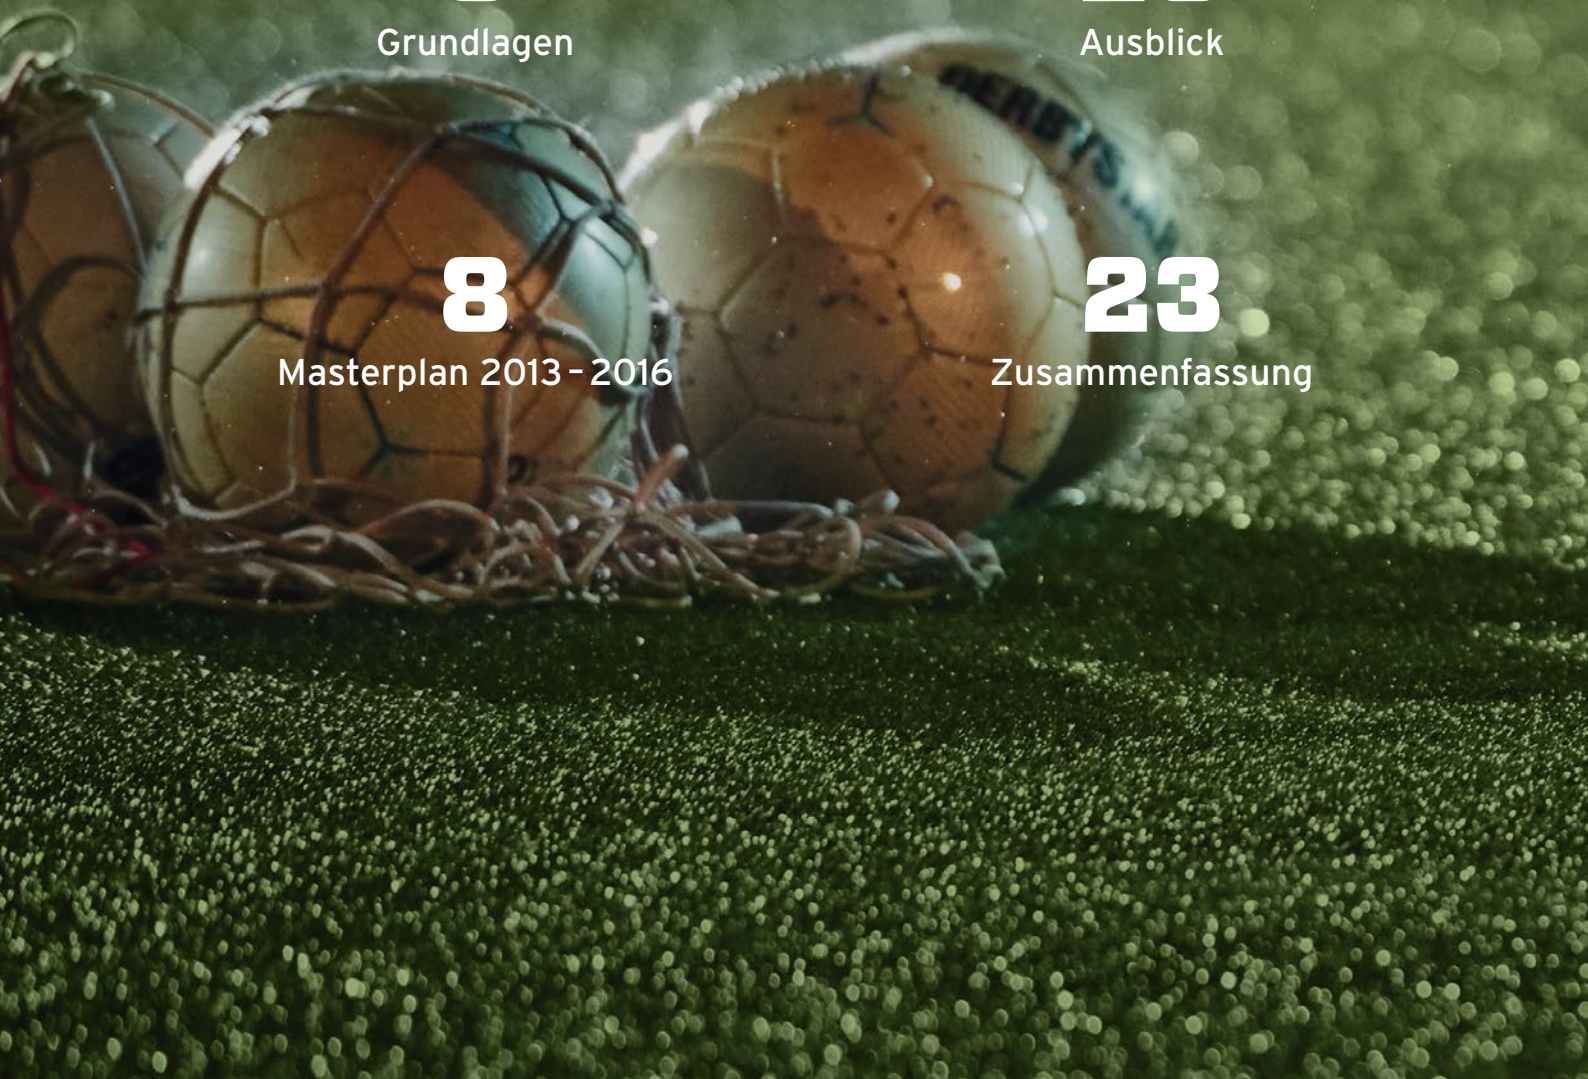 Grundlagen
Ausblick
8
Masterplan 2013 – 2016
23
Zusammenfassung